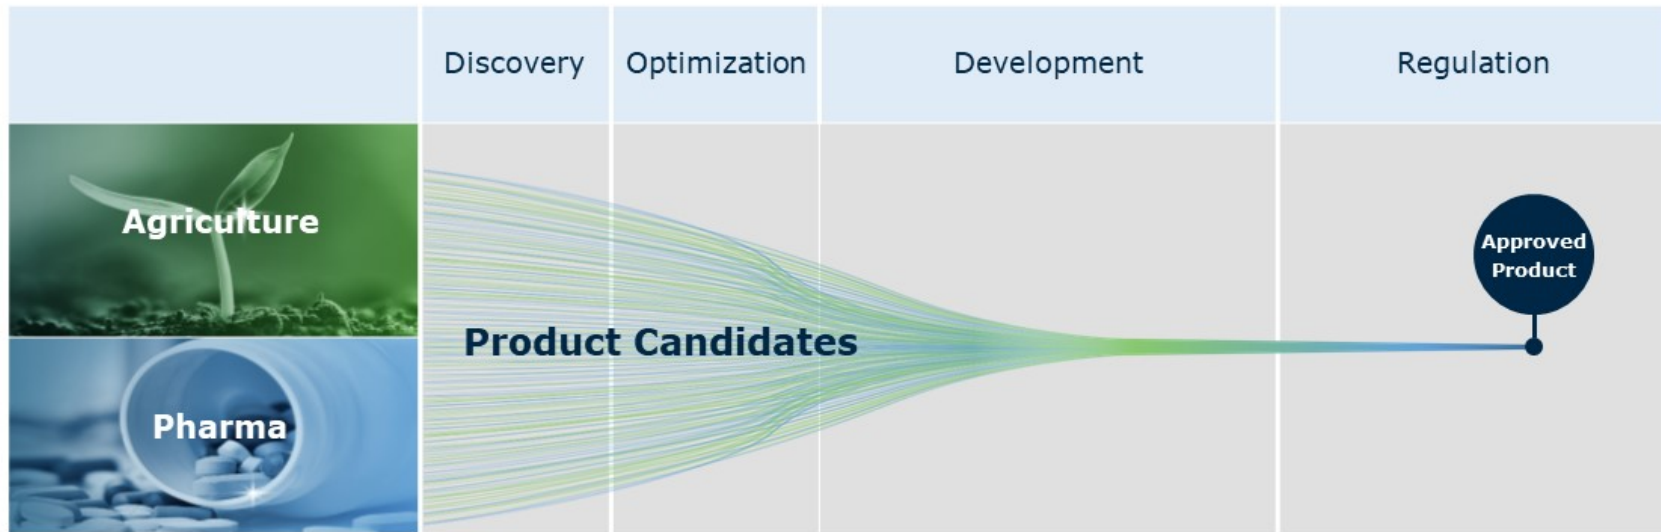 Discovery
Optimization
Development
Regulation
Agriculture
Approved
Product
Product Candidates
Pharma